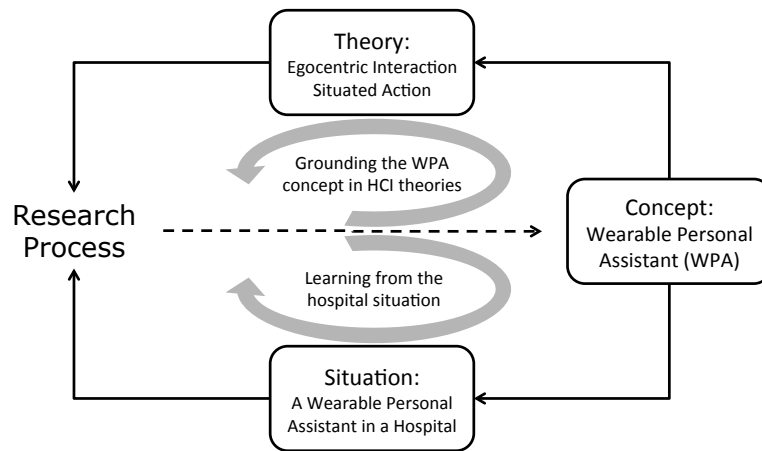 Theory:
Egocentric Interaction
Situated Action
Grounding the WPA
concept in HCI theories
Research
Process
Concept:
Wearable Personal
Assistant (WPA)
Learning from the
hospital situation
Situation:
A Wearable Personal
Assistant in a Hospital